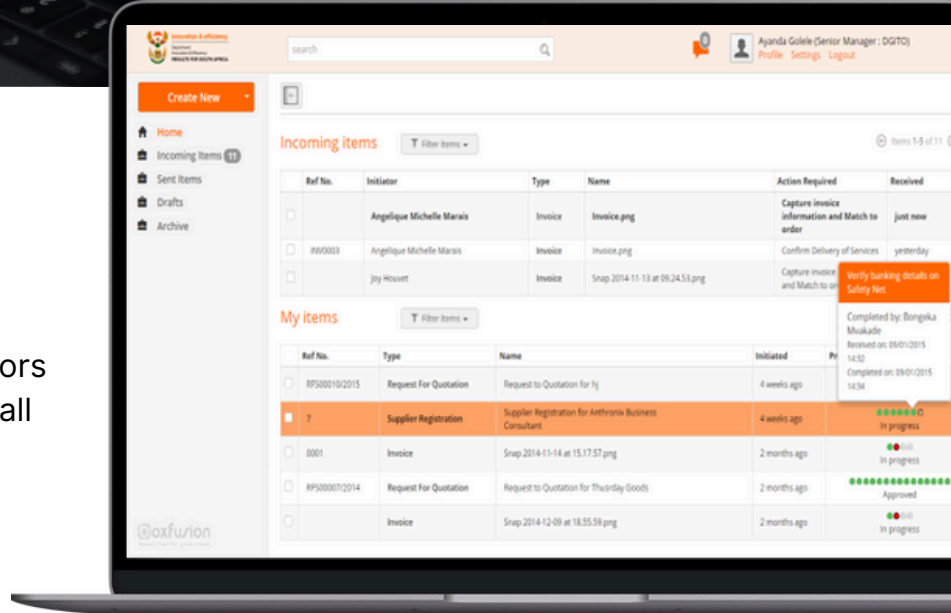 innovation & efficiency
Department:
Innovation & Efficiency
search
0
Ayanda Golele (Senior Manager : DGITO)
Profile Settings Logout
Create New
Home
Incoming Items 11
Sent Items
Drafts
Archive
Incoming items
Filter items
Items 1-5 of 11
Ref No. Initiator Type Name Action Required Received
Angelique Michelle Marais Invoice Invoice.png Capture invoice information and Match to order just now
INV0003 Angelique Michelle Marais Invoice Invoice.png Confirm Delivery of Services yesterday
Joy Houvet Invoice Snap 2014-11-13 at 09.24.53.png Capture invoice and Match to
Verify banking details on
Safety Net
Completed by: Bongeka
Mvakade
Received on: 09/01/2015
14:32
Completed on: 09/01/2015
14:34
My items
Filter items
Ref No. Type Name Initiated
RFS00010/2015 Request For Quotation Request to Quotation for hj 4 weeks ago
? Supplier Registration Supplier Registration for Anthronix Business Consultant 4 weeks ago In progress
0001 Invoice Snap 2014-11-14 at 15.17.57.png 2 months ago In progress
RFS00007/2014 Request For Quotation Request to Quotation for Thusrday Goods 2 months ago Approved
Invoice Snap 2014-12-09 at 18.55.59.png 2 months ago In progress
Boxfusion
ors
all